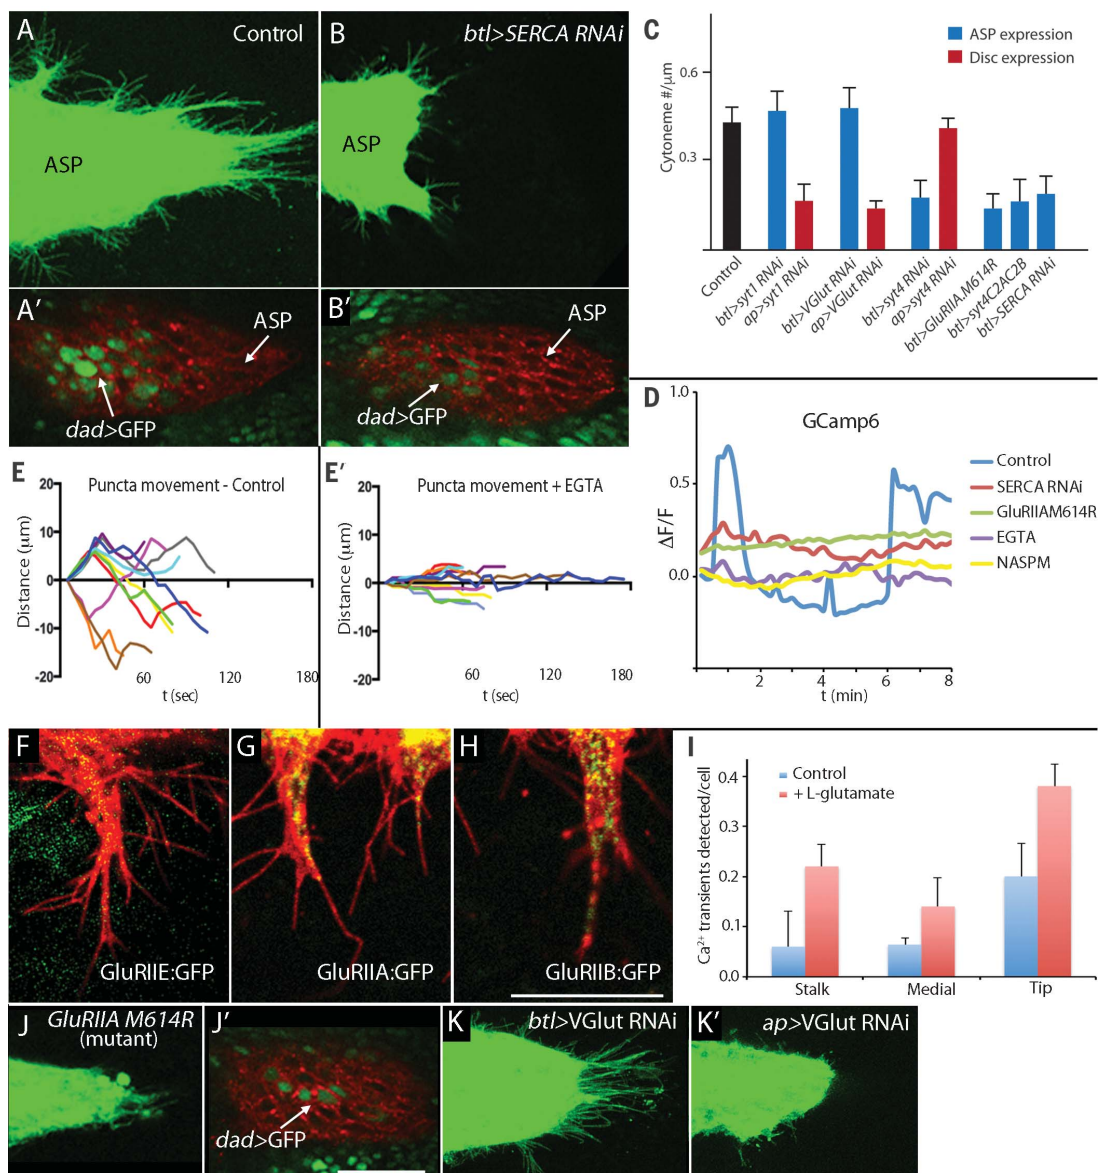 A
Control
ASP
B
btl>SERCA RNAi
ASP
A'
ASP
dad>GFP
B'
ASP
dad>GFP
C
ASP expression
Disc expression
Cytoneme #/μm
0.6
0.3
Control
btl>syt1 RNAi
ap>syt1 RNAi
btl>VGlut RNAi
ap>VGlut RNAi
btl>syt4 RNAi
ap>syt4 RNAi
btl>GluRIIA.M614R
btl>syt4C2AC2B
btl>SERCA RNAi
D
GCamp6
ΔF/F
1.0
0.5
0.0
2
4
6
8
t (min)
Control
SERCA RNAi
GluRIIAM614R
EGTA
NASPM
E
Puncta movement - Control
Distance (μm)
20
10
0
-10
-20
60
120
180
t (sec)
E'
Puncta movement + EGTA
Distance (μm)
20
10
0
-10
-20
60
120
180
t (sec)
F
GluRIIE:GFP
G
GluRIIA:GFP
H
GluRIIB:GFP
I
Control
+ L-glutamate
Ca²⁺ transients detected/cell
0.4
0.3
0.2
0.1
0.0
Stalk
Medial
Tip
J
GluRIIA M614R
(mutant)
J'
dad>GFP
K
btl>VGlut RNAi
K'
ap>VGlut RNAi